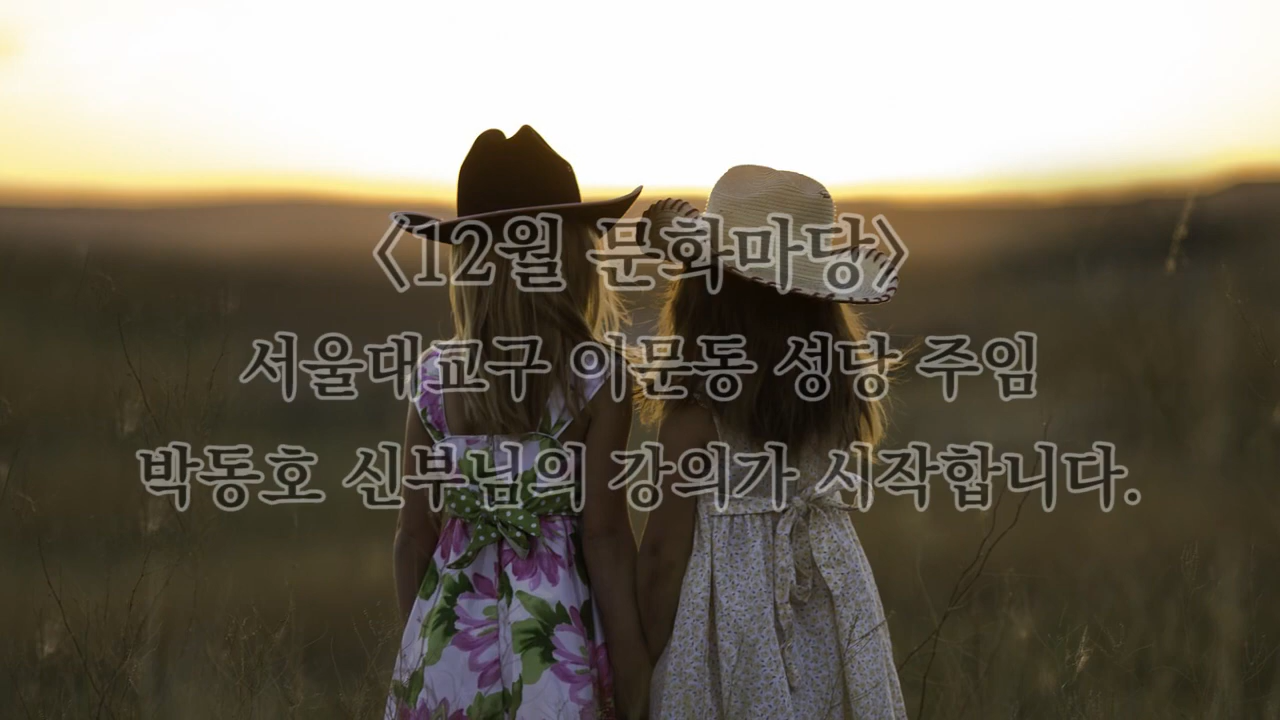 〈12월 문화마당〉
서울대교구 이문동 성당 주임
박동호 신부님의 강의가 시작합니다.